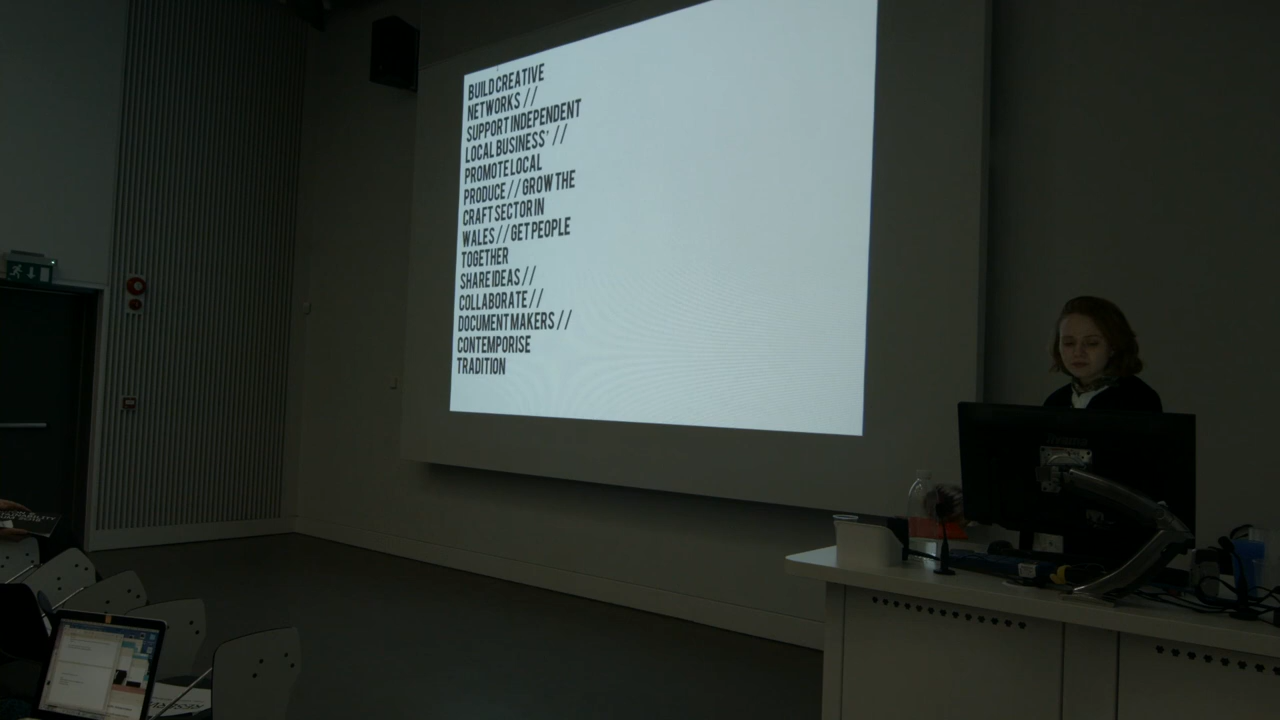 BUILD CREATIVE
NETWORKS //
SUPPORT INDEPENDENT
LOCAL BUSINESS' //
PROMOTE LOCAL
PRODUCE // GROW THE
CRAFT SECTOR IN
WALES // GET PEOPLE
TOGETHER
SHARE IDEAS //
COLLABORATE //
DOCUMENT MAKERS //
CONTEMPORISE
TRADITION